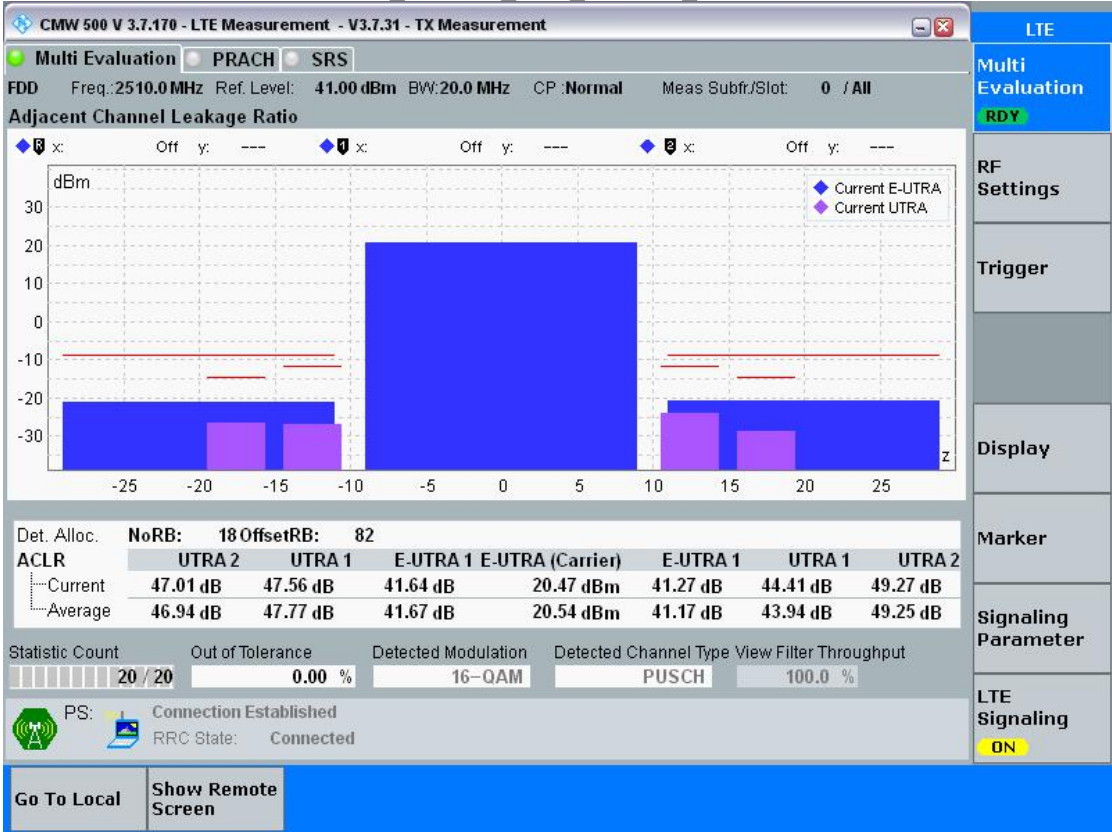 CMW 500 V 3.7.170 - LTE Measurement - V3.7.31 - TX Measurement
LTE
Multi Evaluation PRACH SRS
Multi
Evaluation
RDY
FDD Freq.:2510.0 MHz Ref. Level: 41.00 dBm BW:20.0 MHz CP :Normal Meas Subfr./Slot: 0 / All
Adjacent Channel Leakage Ratio
R x: Off y: --- 1 x: Off y: --- 2 x: Off y: ---
dBm
Current E-UTRA
Current UTRA
30
20
10
0
-10
-20
-30
z
-25 -20 -15 -10 -5 0 5 10 15 20 25
RF
Settings
Trigger
Display
Marker
Signaling
Parameter
LTE
Signaling
ON
Det. Alloc. NoRB: 18 OffsetRB: 82
ACLR UTRA 2 UTRA 1 E-UTRA 1 E-UTRA (Carrier) E-UTRA 1 UTRA 1 UTRA 2
Current 47.01 dB 47.56 dB 41.64 dB 20.47 dBm 41.27 dB 44.41 dB 49.27 dB
Average 46.94 dB 47.77 dB 41.67 dB 20.54 dBm 41.17 dB 43.94 dB 49.25 dB
Statistic Count Out of Tolerance Detected Modulation Detected Channel Type View Filter Throughput
20 / 20 0.00 % 16-QAM PUSCH 100.0 %
PS: Connection Established
RRC State: Connected
Go To Local
Show Remote
Screen